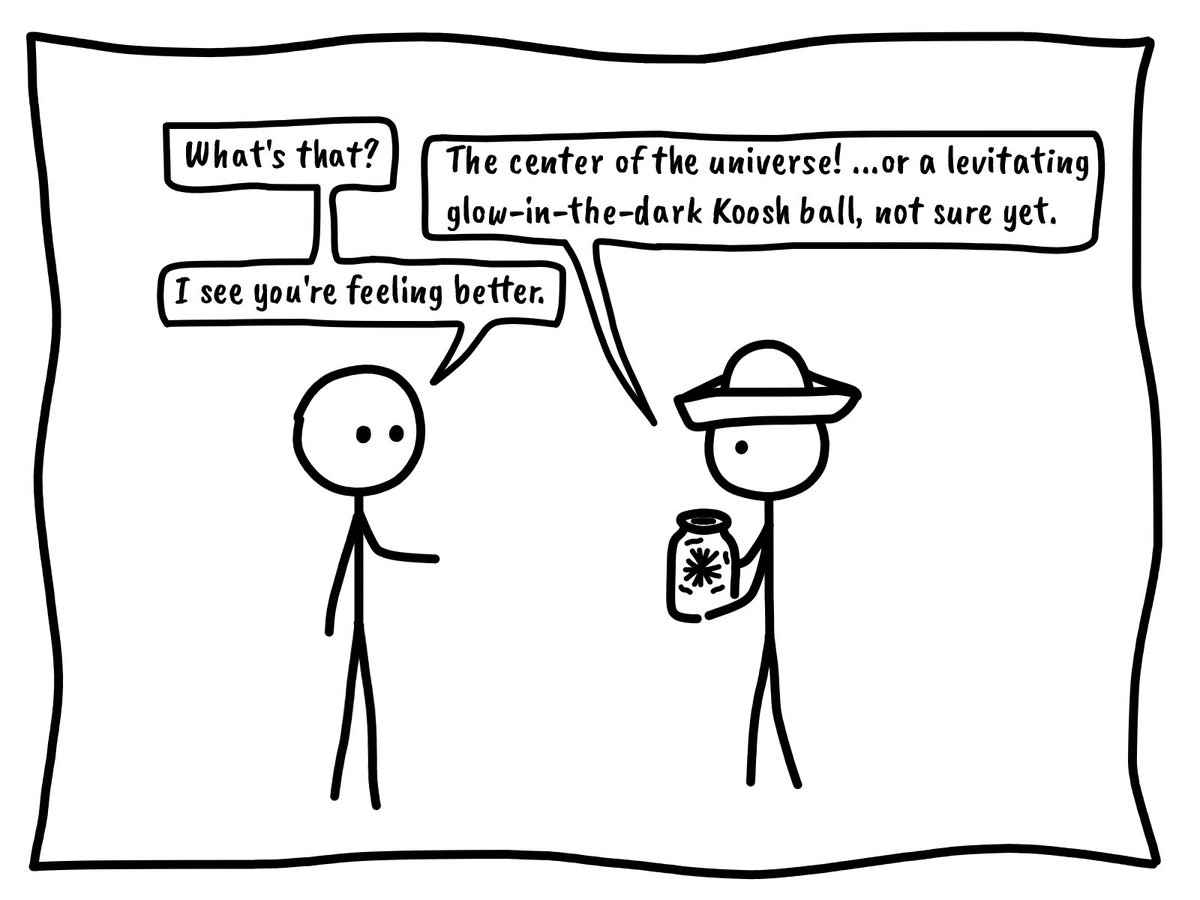 What's that?
The center of the universe! ...or a levitating
glow-in-the-dark Koosh ball, not sure yet.
I see you're feeling better.